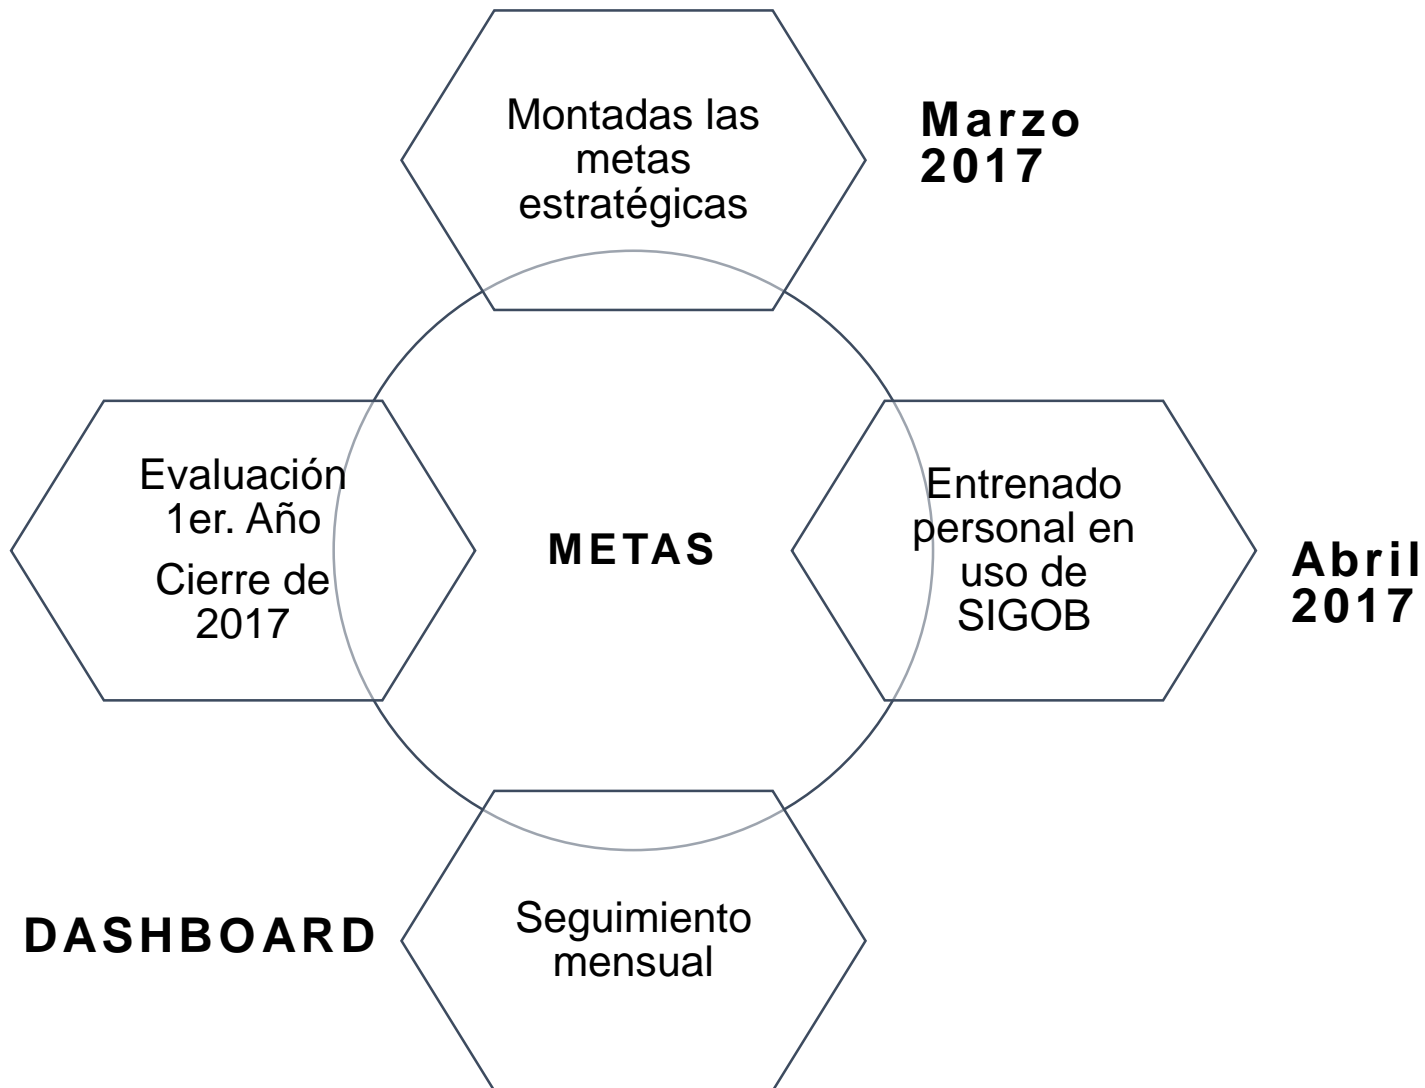 Montadas las
metas
estratégicas
Marzo
2017
Evaluación
1er. Año
Cierre de
2017
METAS
Entrenado
personal en
uso de
SIGOB
Abril
2017
DASHBOARD
Seguimiento
mensual